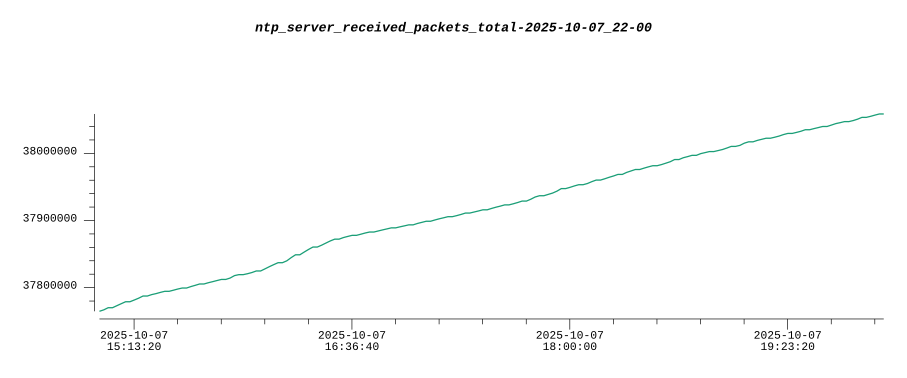 ntp_server_received_packets_total-2025-10-07_22-00
38000000
37900000
37800000
2025-10-07 2025-10-07 2025-10-07 2025-10-07
15:13:20 16:36:40 18:00:00 19:23:20